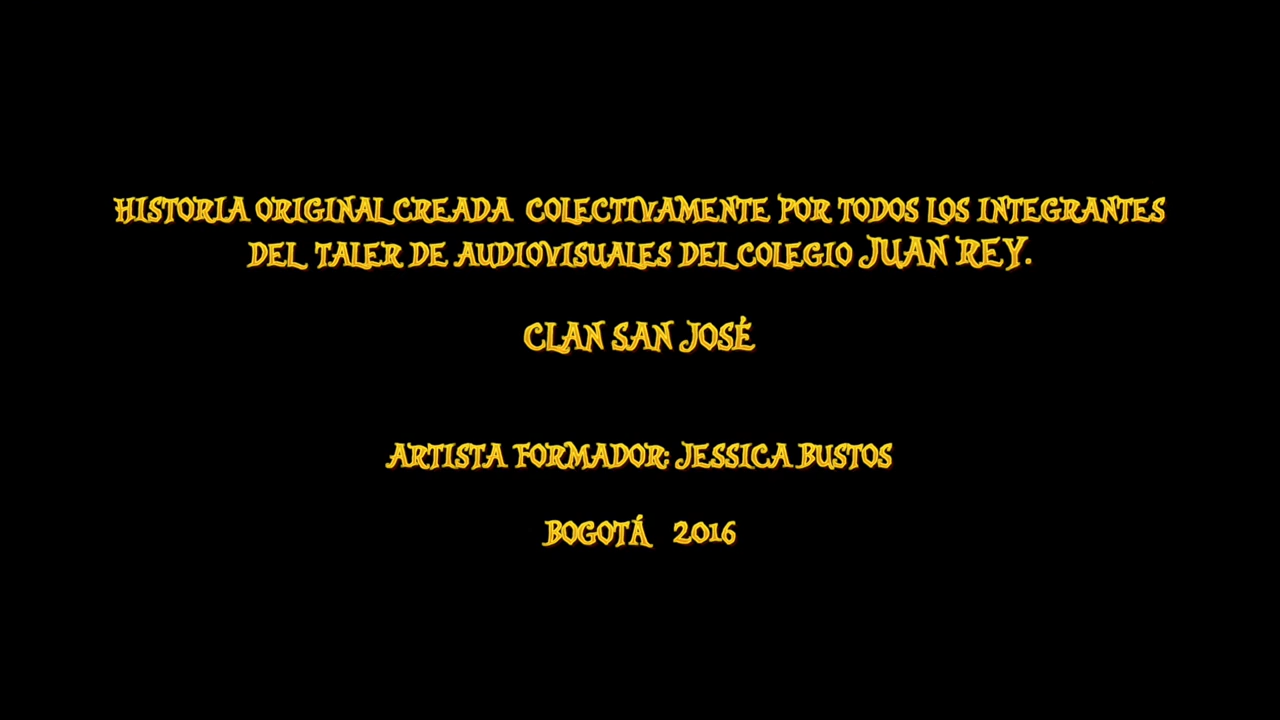 HISTORIA ORIGINAL CREADA COLECTIVAMENTE POR TODOS LOS INTEGRANTES
DEL TALER DE AUDIOVISUALES DEL COLEGIO JUAN REY.
CLAN SAN JOSÉ
ARTISTA FORMADOR: JESSICA BUSTOS
BOGOTÁ 2016